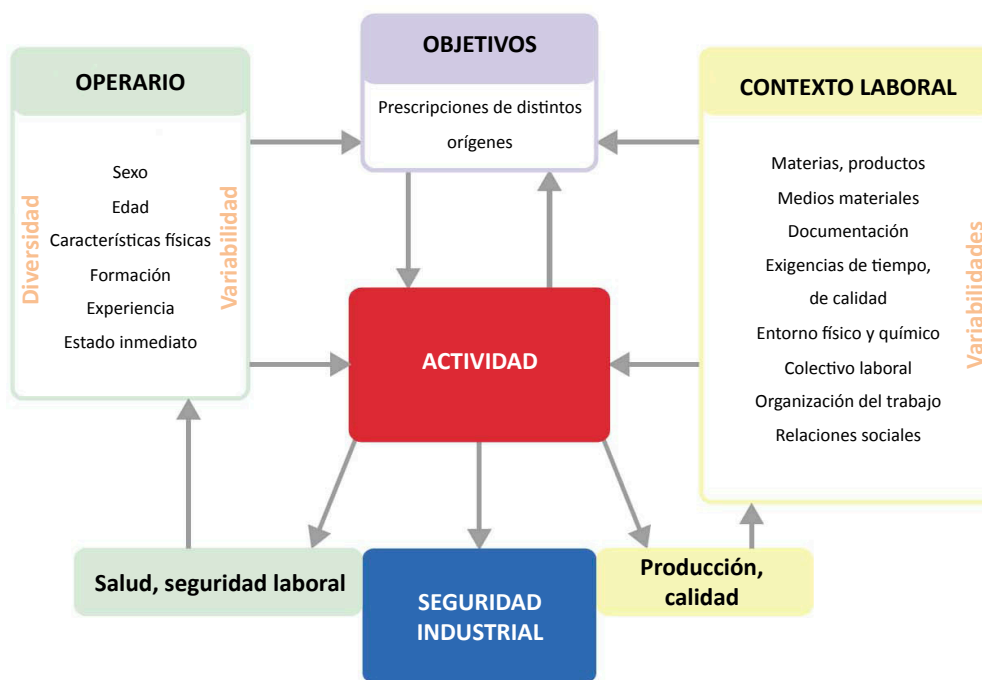 OPERARIO
Diversidad
Sexo
Edad
Característícas físicas
Formación
Experiencia
Estado inmediato
Variabilidad
OBJETIVOS
Prescripciones de distintos
orígenes
CONTEXTO LABORAL
Materias, productos
Medios materiales
Documentación
Exigencias de tiempo,
de calidad
Entorno físico y químico
Colectivo laboral
Organización del trabajo
Relaciones sociales
Variabilidades
ACTIVIDAD
Salud, seguridad laboral
SEGURIDAD
INDUSTRIAL
Producción,
calidad